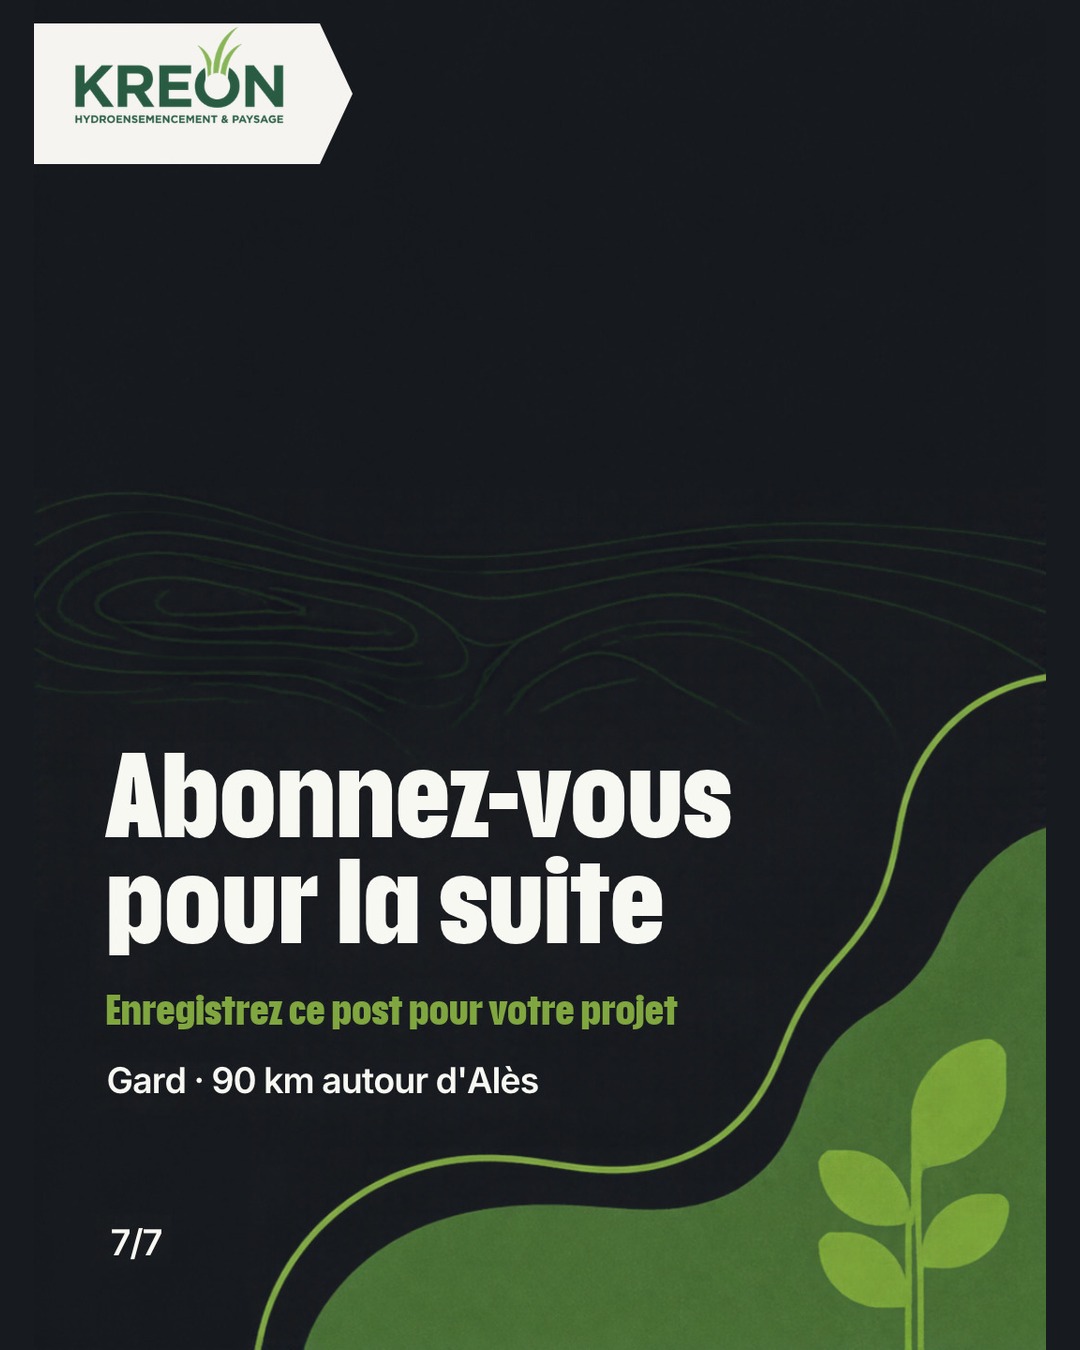 KREON
HYDROENSEMENCEMENT & PAYSAGE
Abonnez-vous
pour la suite
Enregistrez ce post pour votre projet
Gard · 90 km autour d'Alès
7/7